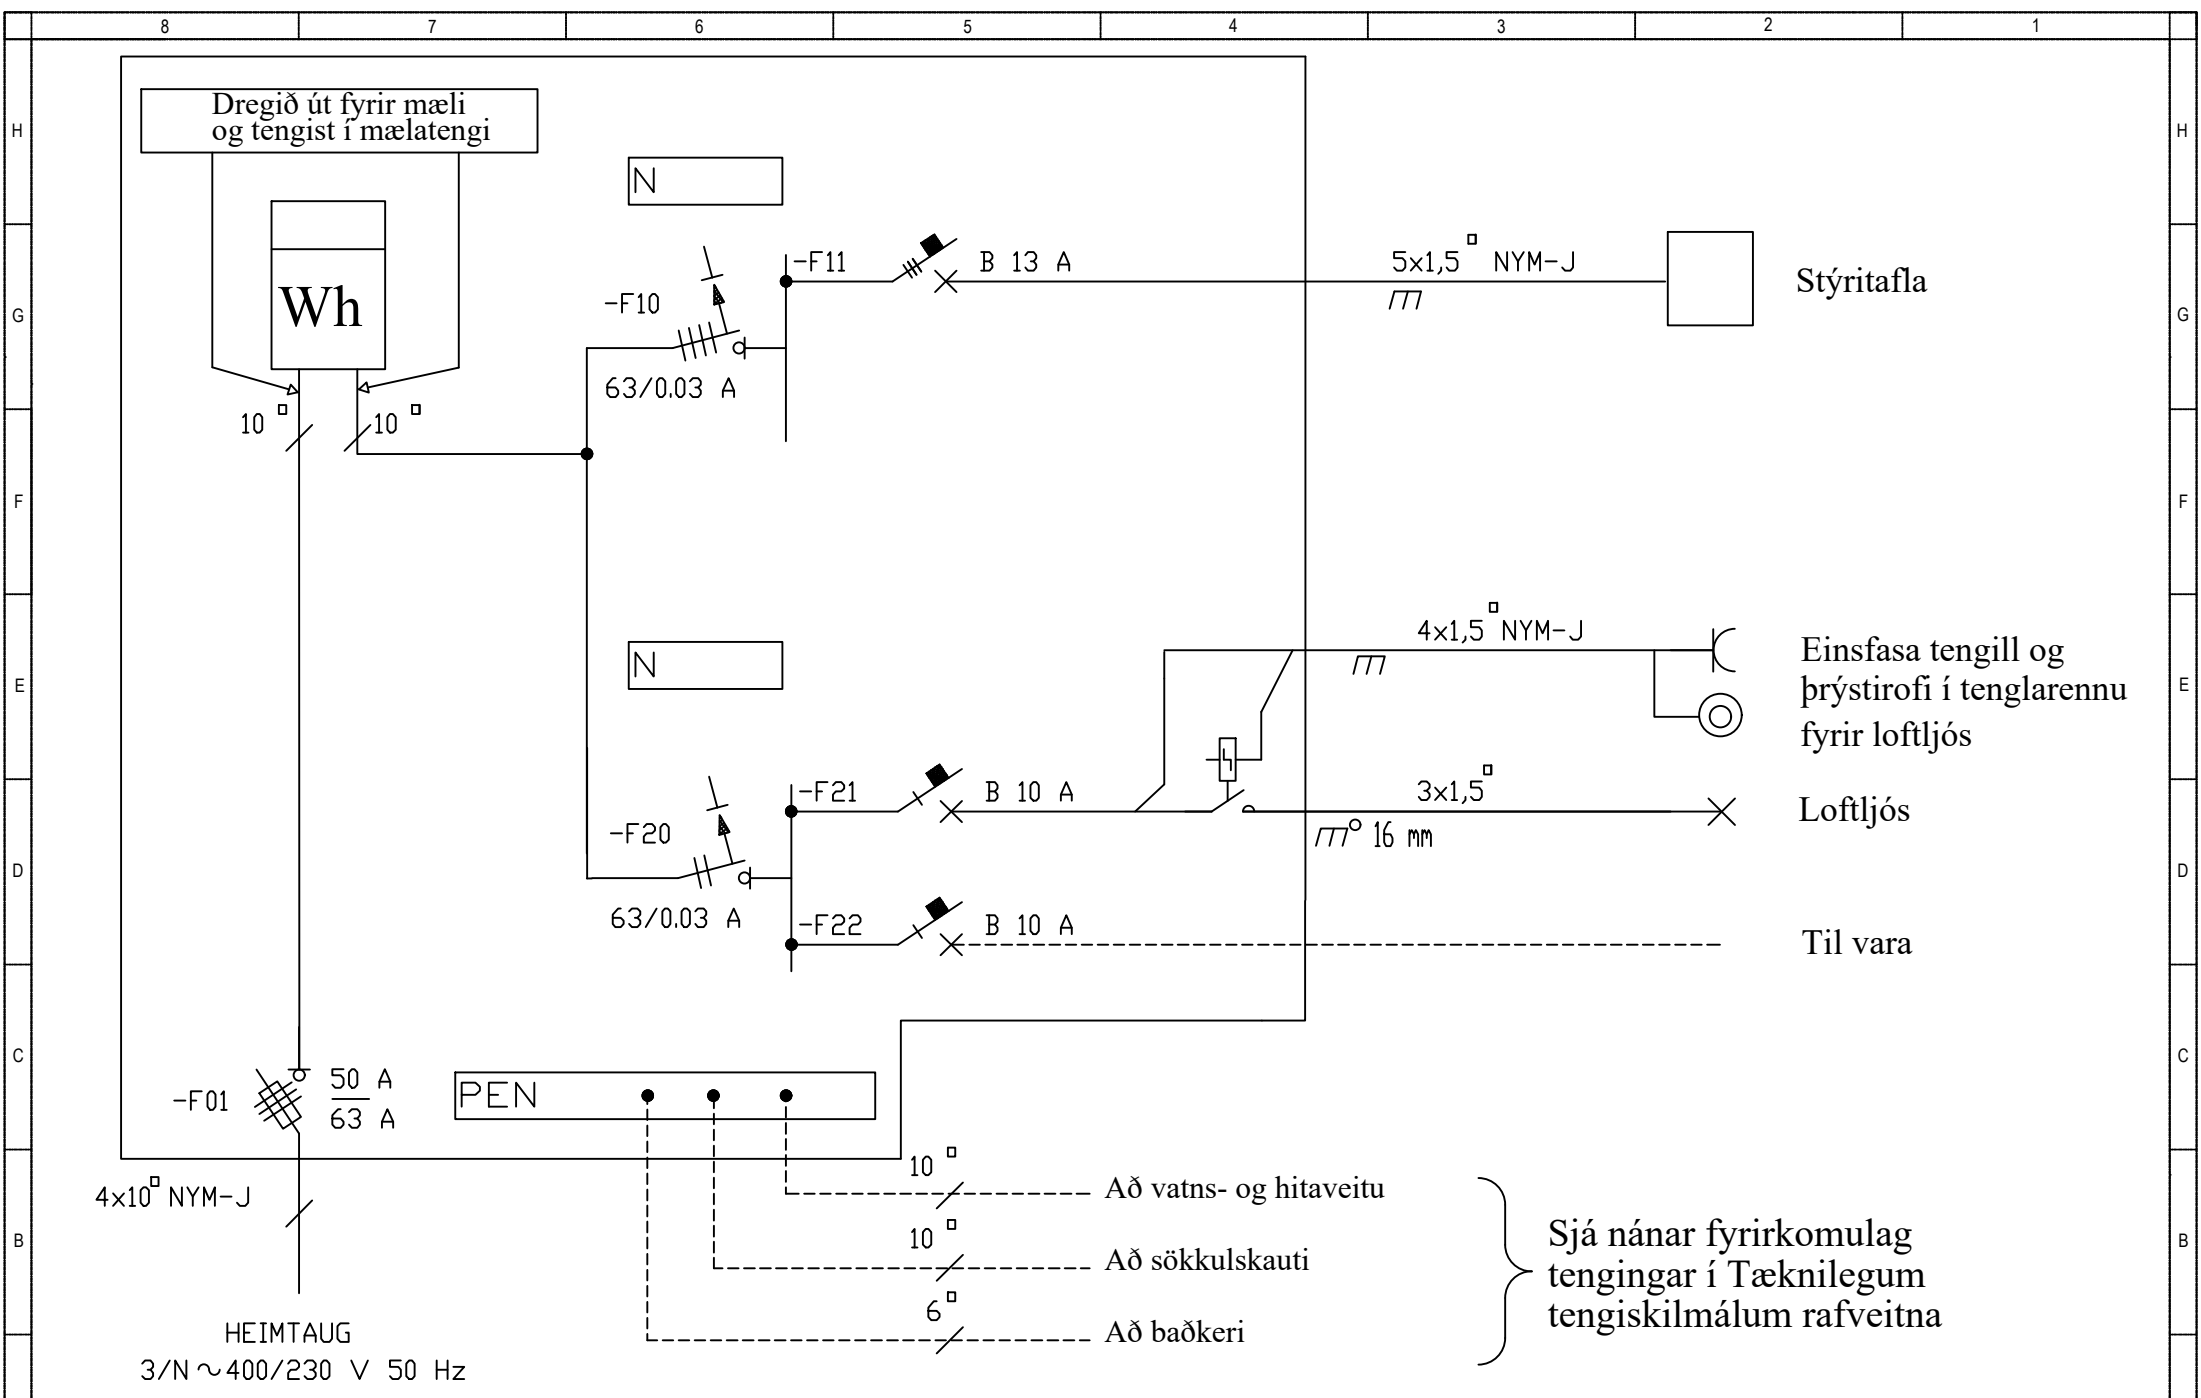 8 7 6 5 4 3 2 1
Dregið út fyrir mæli
og tengist í mælatengi
H H
N
Wh
-F11 B 13 A 5x1,5□ NYM-J
Stýritafla
-F10
G G
63/0.03 A
10□ 10□
F F
4x1,5□ NYM-J
N
Einsfasa tengill og
þrýstirofi í tenglarennu
fyrir loftljós
E E
-F21 B 10 A 3x1,5□
Loftljós
-F20
16 mm
D D
63/0.03 A
-F22 B 10 A
Til vara
C C
-F01
50 A
63 A
PEN
4x10□ NYM-J
10□
Að vatns- og hitaveitu
10□
Að sökkulskauti
6□
Að baðkeri
B B
Sjá nánar fyrirkomulag
tengingar í Tæknilegum
tengiskilmálum rafveitna
HEIMTAUG
3/N ~ 400/230 V 50 Hz